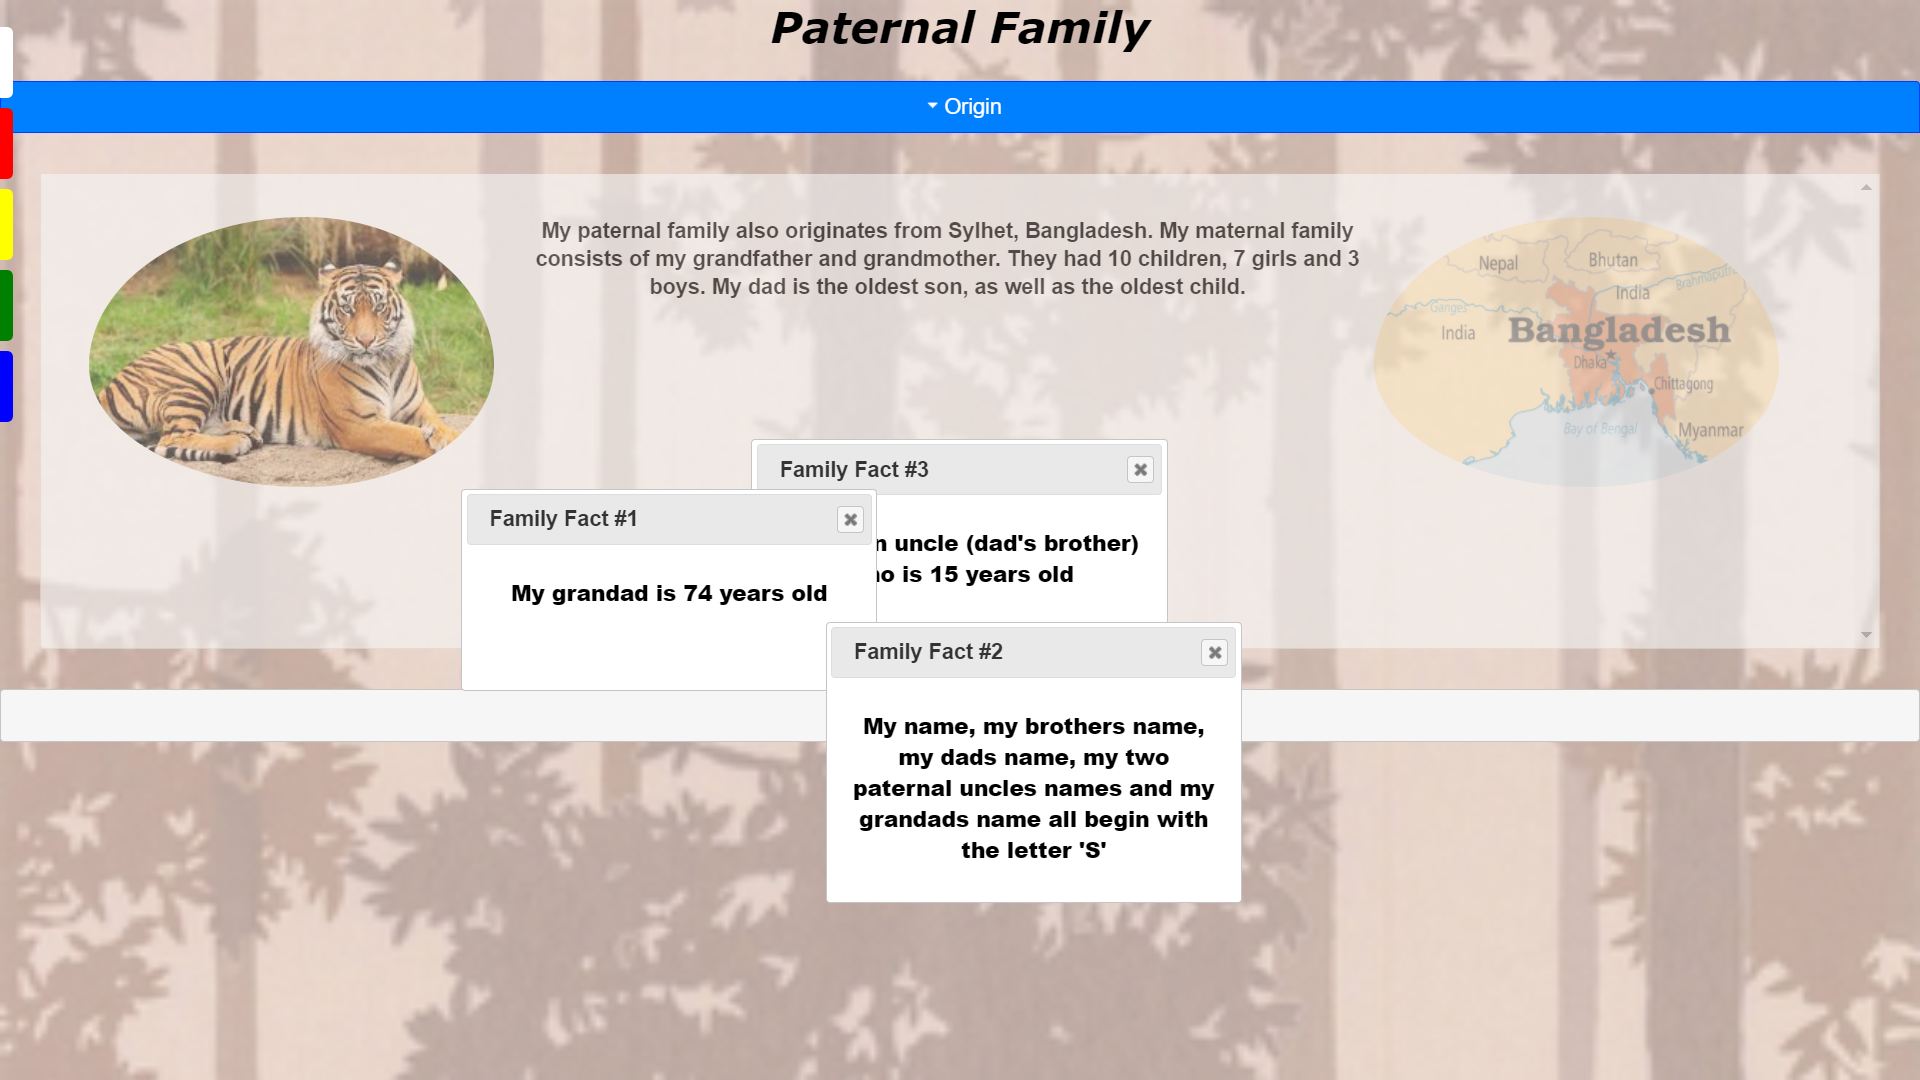 Paternal Family
Origin
My paternal family also originates from Sylhet, Bangladesh. My maternal family
consists of my grandfather and grandmother. They had 10 children, 7 girls and 3
boys. My dad is the oldest son, as well as the oldest child.
Nepal
Bhutan
Brahmaputra
India
Ganges
India
Bangladesh
Dhaka
Chittagong
Bay of Bengal
Myanmar
Family Fact #3
uncle (dad's brother)
is 15 years old
Family Fact #1
My grandad is 74 years old
Family Fact #2
My name, my brothers name,
my dads name, my two
paternal uncles names and my
grandads name all begin with
the letter 'S'